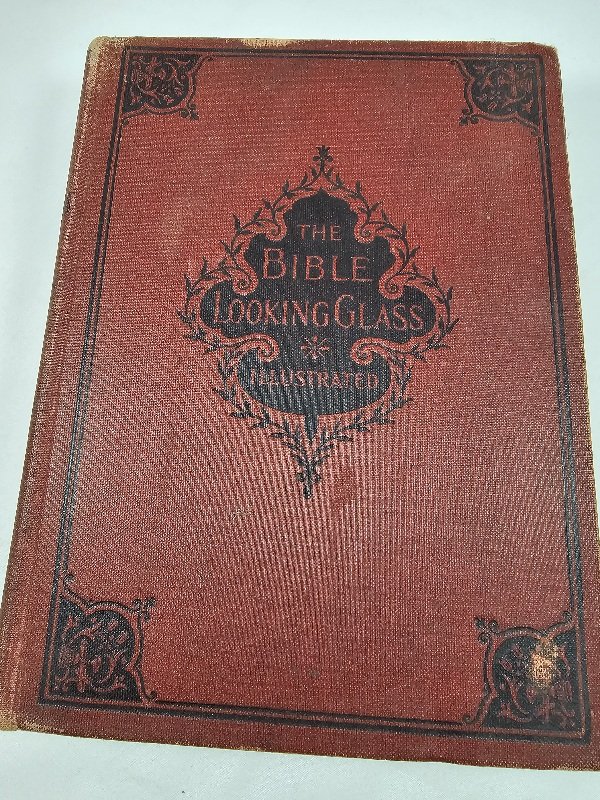 THE
BIBLE
LOOKING GLASS
ILLUSTRATED